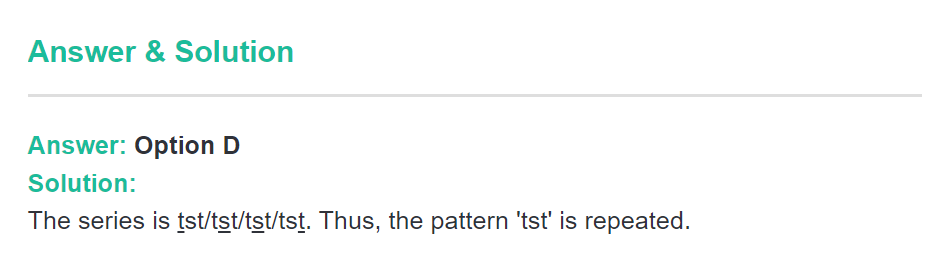 Answer & Solution
Answer: Option D
Solution:
The series is tst/tst/tst/tst. Thus, the pattern 'tst' is repeated.